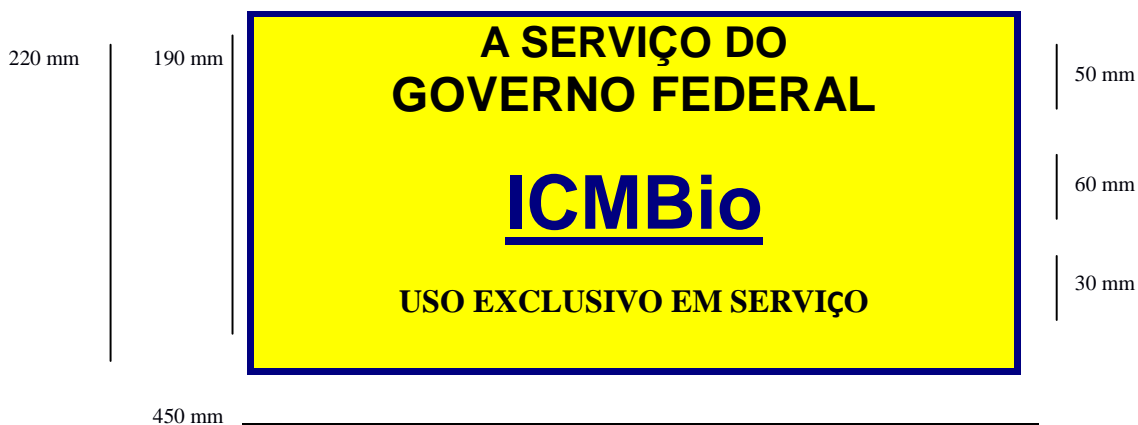 220 mm
190 mm
A SERVIÇO DO
GOVERNO FEDERAL
50 mm
ICMBio
60 mm
USO EXCLUSIVO EM SERVIÇO
30 mm
450 mm